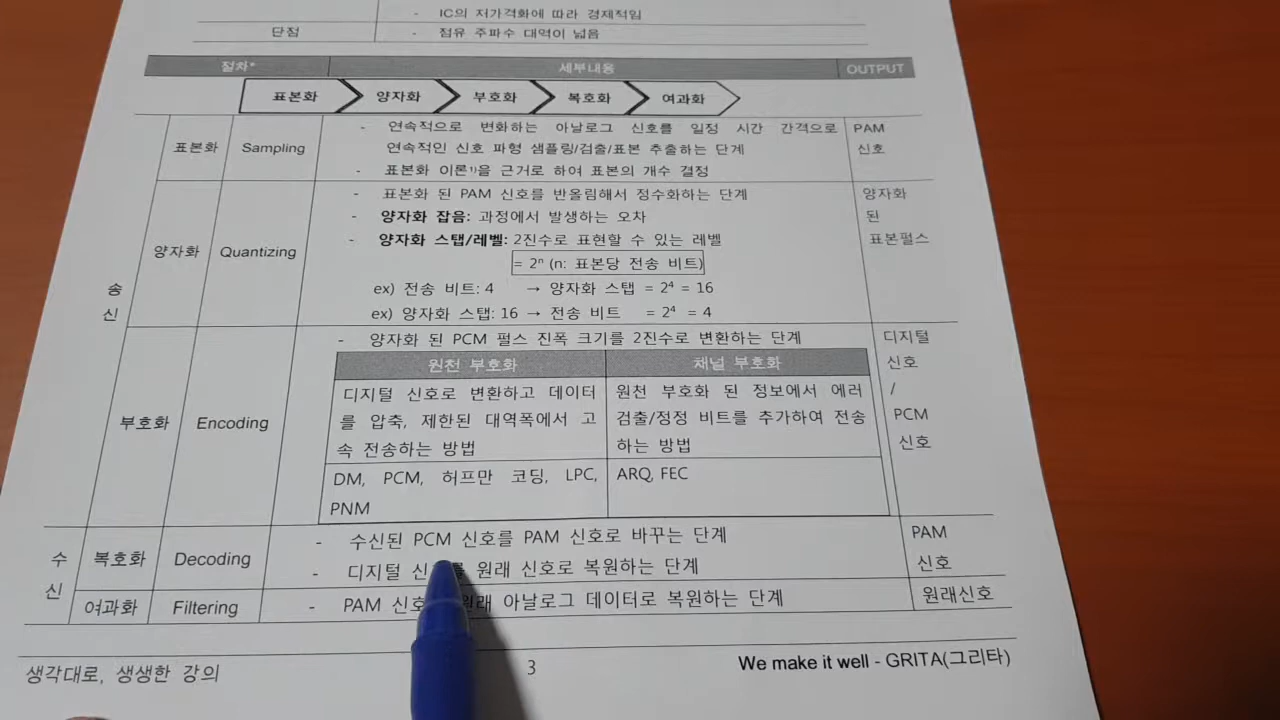 - IC의 저가격화에 따라 경제적임
단점 - 점유 주파수 대역이 넓음
절차* 세부내용 OUTPUT
표본화 양자화 부호화 복호화 여과화
송신
표본화 Sampling
- 연속적으로 변화하는 아날로그 신호를 일정 시간 간격으로
연속적인 신호 파형 샘플링/검출/표본 추출하는 단계
- 표본화 이론¹⁾을 근거로 하여 표본의 개수 결정
PAM
신호
양자화 Quantizing
- 표본화 된 PAM 신호를 반올림해서 정수화하는 단계
- 양자화 잡음: 과정에서 발생하는 오차
- 양자화 스탭/레벨: 2진수로 표현할 수 있는 레벨
= 2ⁿ (n: 표본당 전송 비트)
ex) 전송 비트: 4 → 양자화 스탭 = 2⁴ = 16
ex) 양자화 스탭: 16 → 전송 비트 = 2⁴ = 4
양자화
된
표본펄스
부호화 Encoding
- 양자화 된 PCM 펄스 진폭 크기를 2진수로 변환하는 단계
원천 부호화
디지털 신호로 변환하고 데이터
를 압축, 제한된 대역폭에서 고
속 전송하는 방법
DM, PCM, 허프만 코딩, LPC,
PNM
채널 부호화
원천 부호화 된 정보에서 에러
검출/정정 비트를 추가하여 전송
하는 방법
ARQ, FEC
디지털
신호
/
PCM
신호
수신
복호화 Decoding
- 수신된 PCM 신호를 PAM 신호로 바꾸는 단계
- 디지털 원래 신호로 복원하는 단계
PAM
신호
여과화 Filtering
- PAM 아날로그 데이터로 복원하는 단계
원래신호
생각대로, 생생한 강의 3 We make it well - GRITA(그리타)